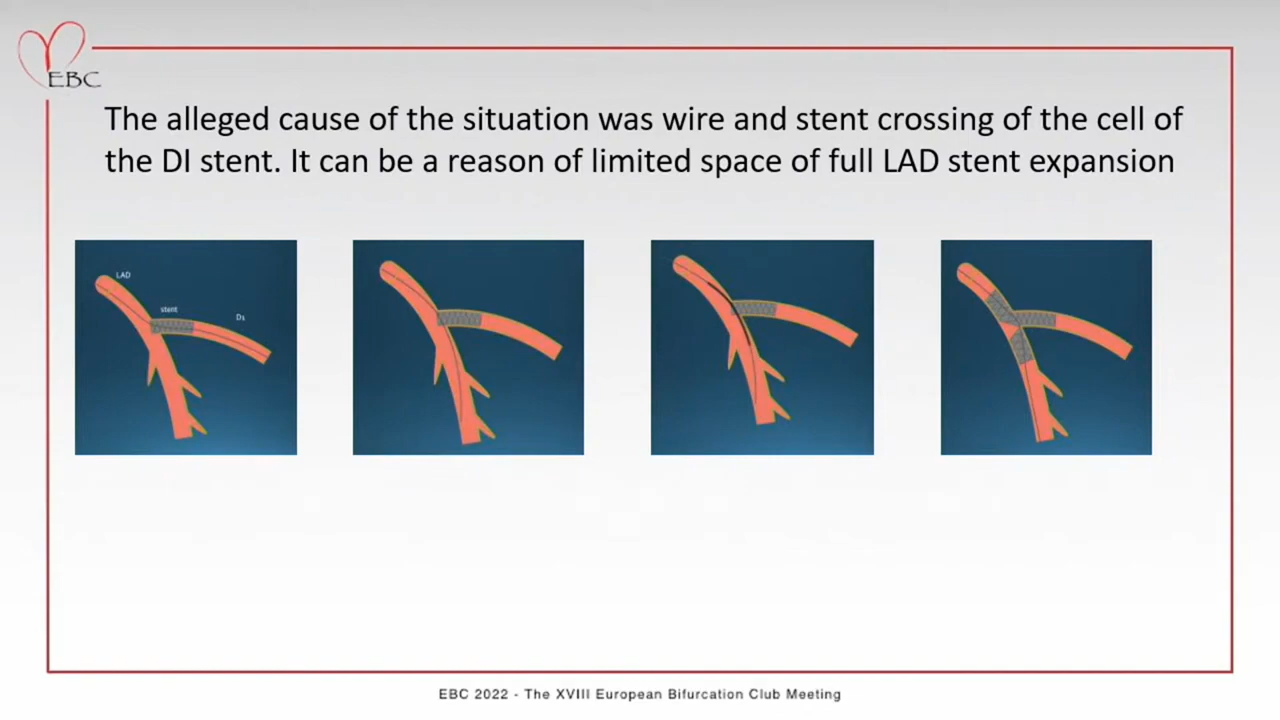 EBC
The alleged cause of the situation was wire and stent crossing of the cell of
the DI stent. It can be a reason of limited space of full LAD stent expansion
LAD
stent
D1
EBC 2022 - The XVIII European Bifurcation Club Meeting